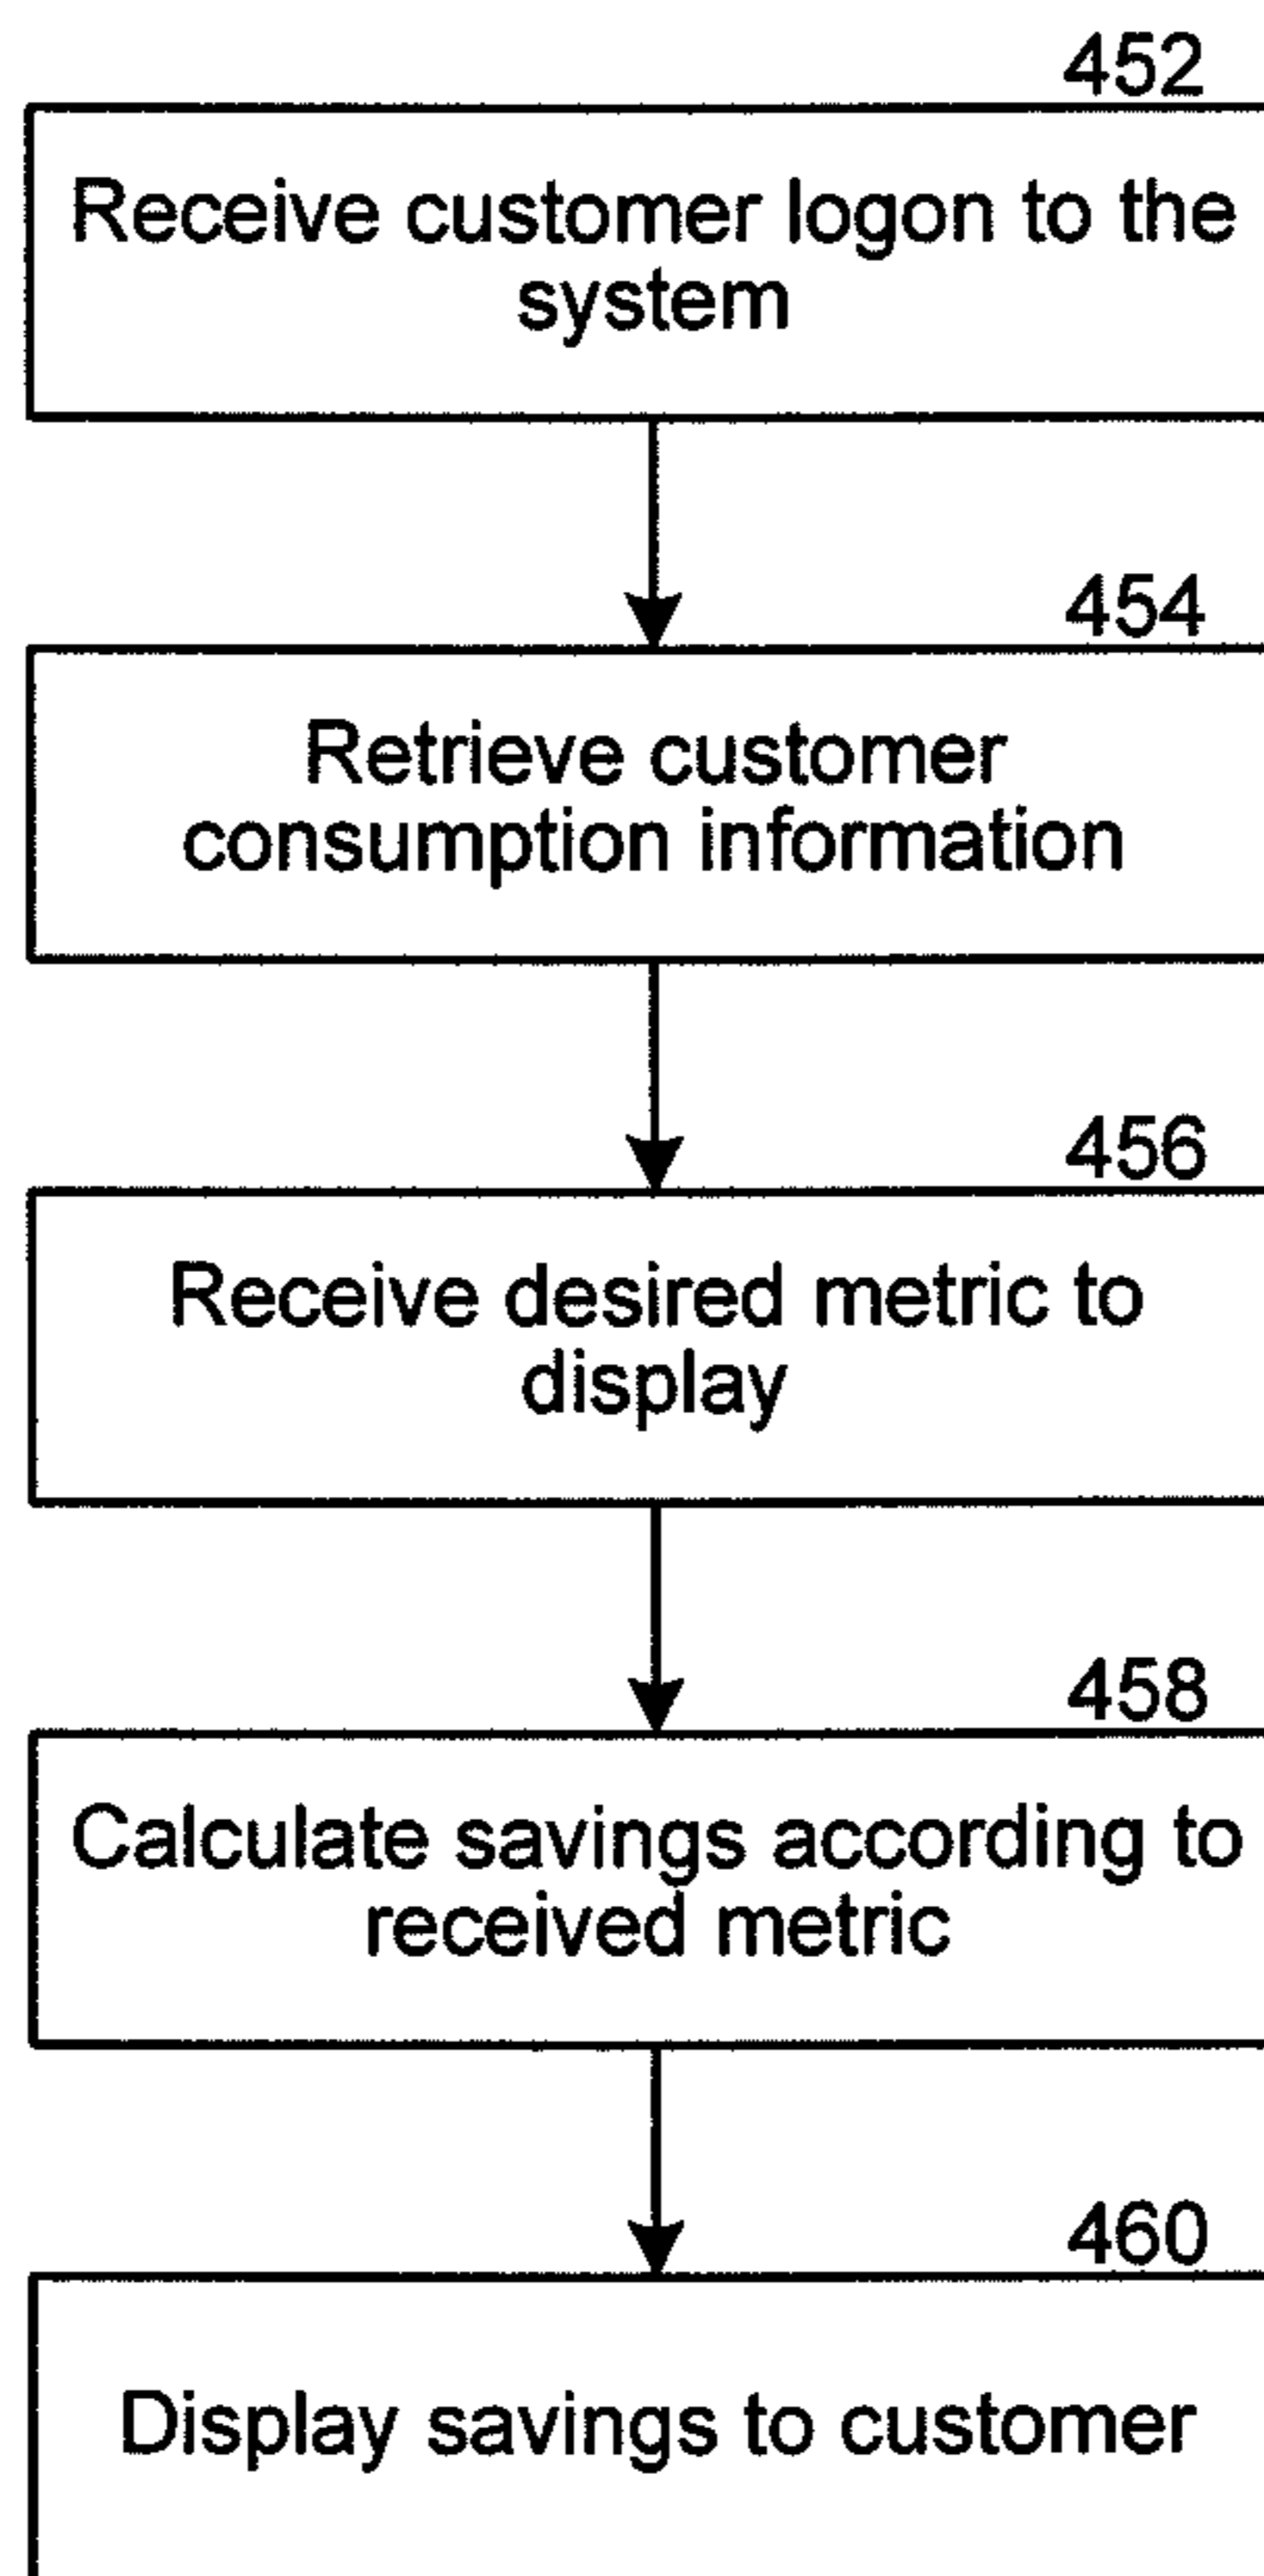 452
Receive customer logon to the
system
454
Retrieve customer
consumption information
456
Receive desired metric to
display
458
Calculate savings according to
received metric
460
Display savings to customer